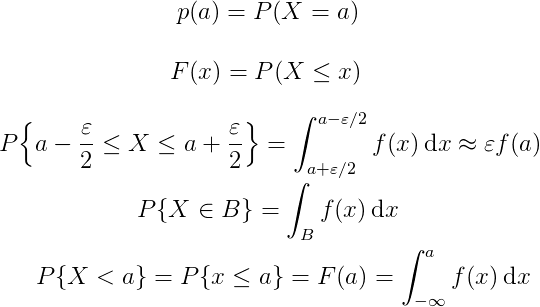 p(a) = P(X = a)
F(x) = P(X ≤ x)
P{a − ε/2 ≤ X ≤ a + ε/2} = ∫_{a+ε/2}^{a−ε/2} f(x) dx ≈ εf(a)
P{X ∈ B} = ∫_B f(x) dx
P{X < a} = P{x ≤ a} = F(a) = ∫_{−∞}^{a} f(x) dx